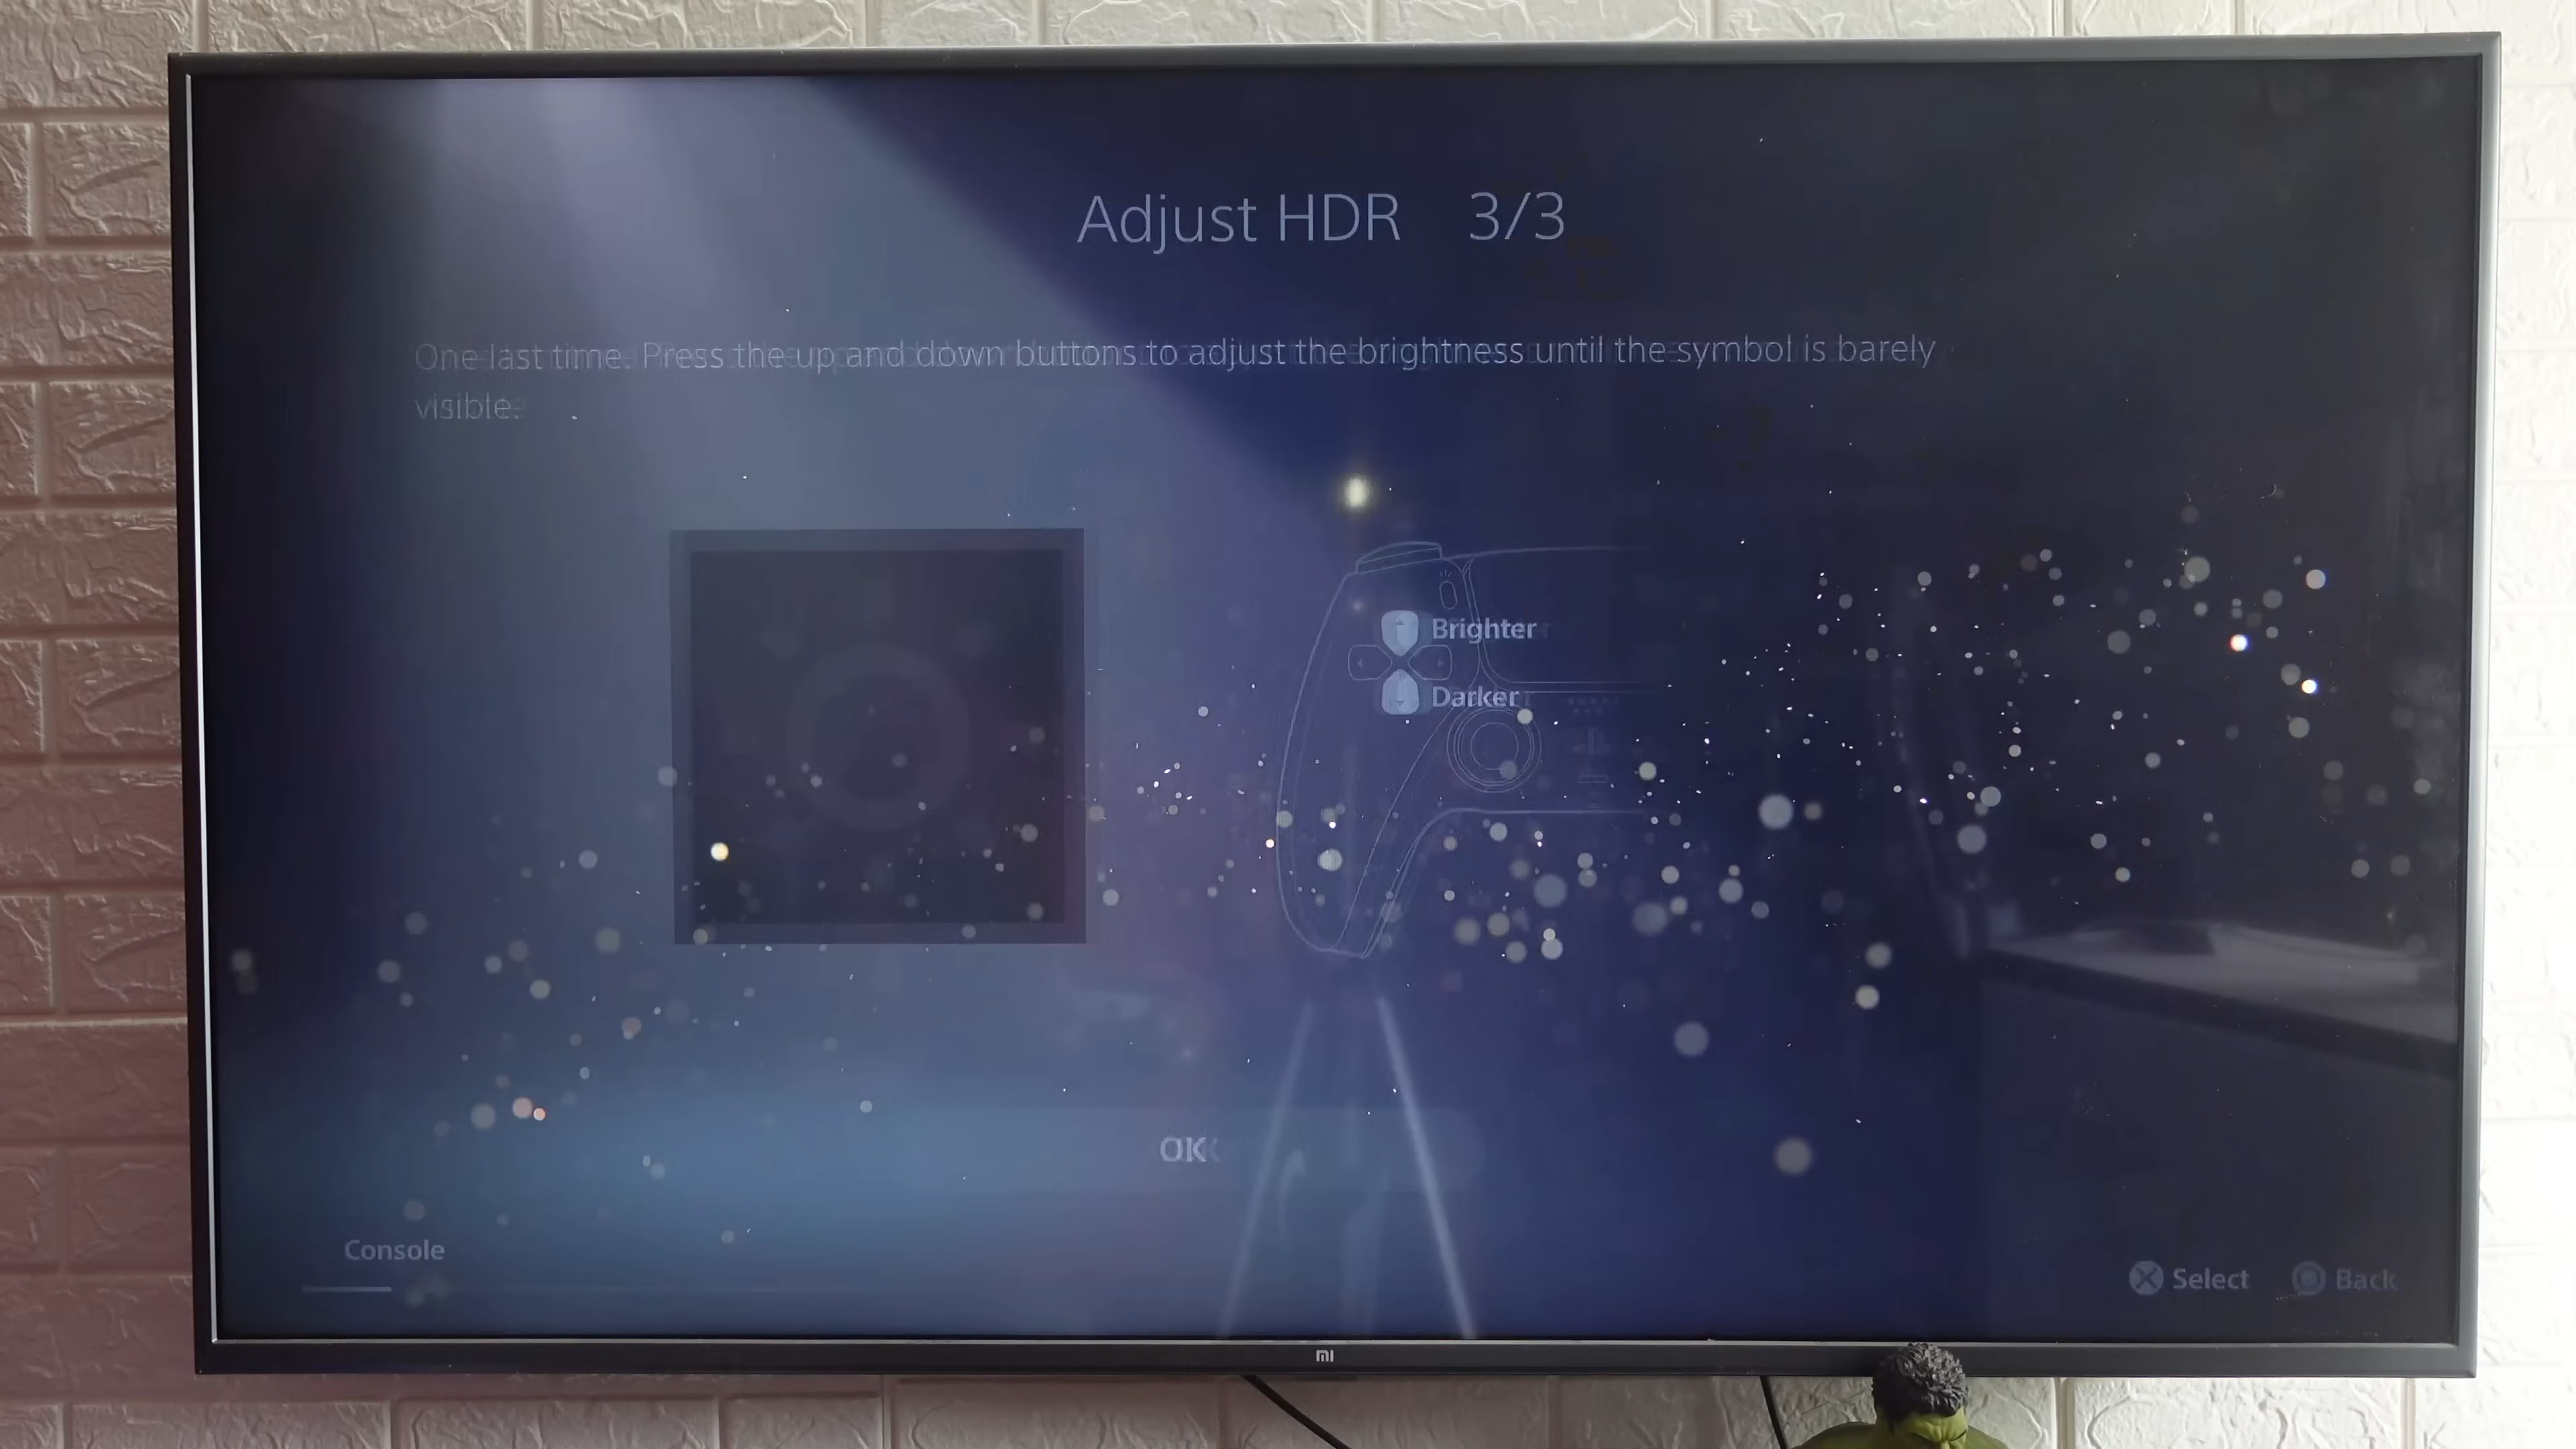 Adjust HDR 3/3
One last time. Press the up and down buttons to adjust the brightness until the symbol is barely
visible.
Brighter
Darker
OK
Console
Select
Back
mi